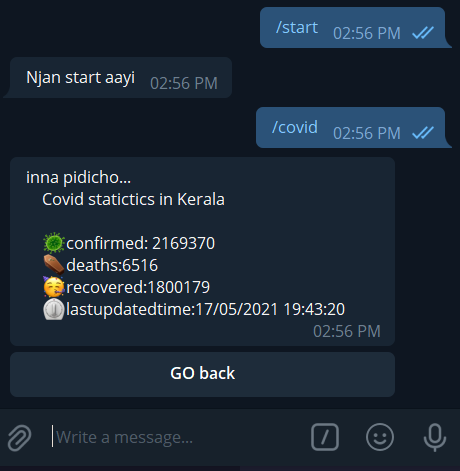 /start 02:56 PM
Njan start aayi 02:56 PM
/covid 02:56 PM
inna pidicho...
Covid statictics in Kerala
🦠confirmed: 2169370
⚰️deaths:6516
🥳recovered:1800179
⏱lastupdatedtime:17/05/2021 19:43:20
02:56 PM
GO back
Write a message...